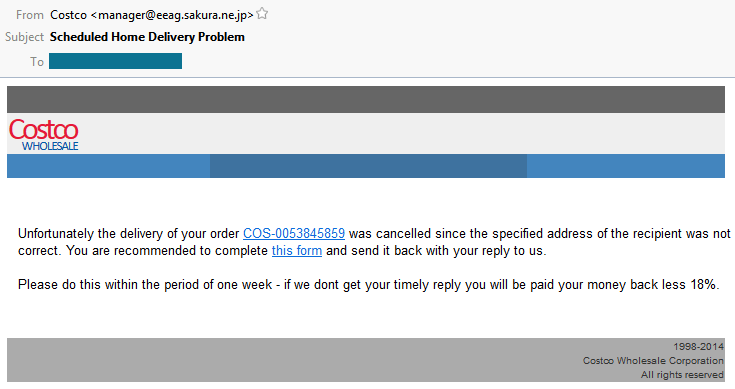 From Costco <manager@eeag.sakura.ne.jp>
Subject Scheduled Home Delivery Problem
To
Costco
WHOLESALE
Unfortunately the delivery of your order COS-0053845859 was cancelled since the specified address of the recipient was not
correct. You are recommended to complete this form and send it back with your reply to us.
Please do this within the period of one week - if we dont get your timely reply you will be paid your money back less 18%.
1998-2014
Costco Wholesale Corporation
All rights reserved